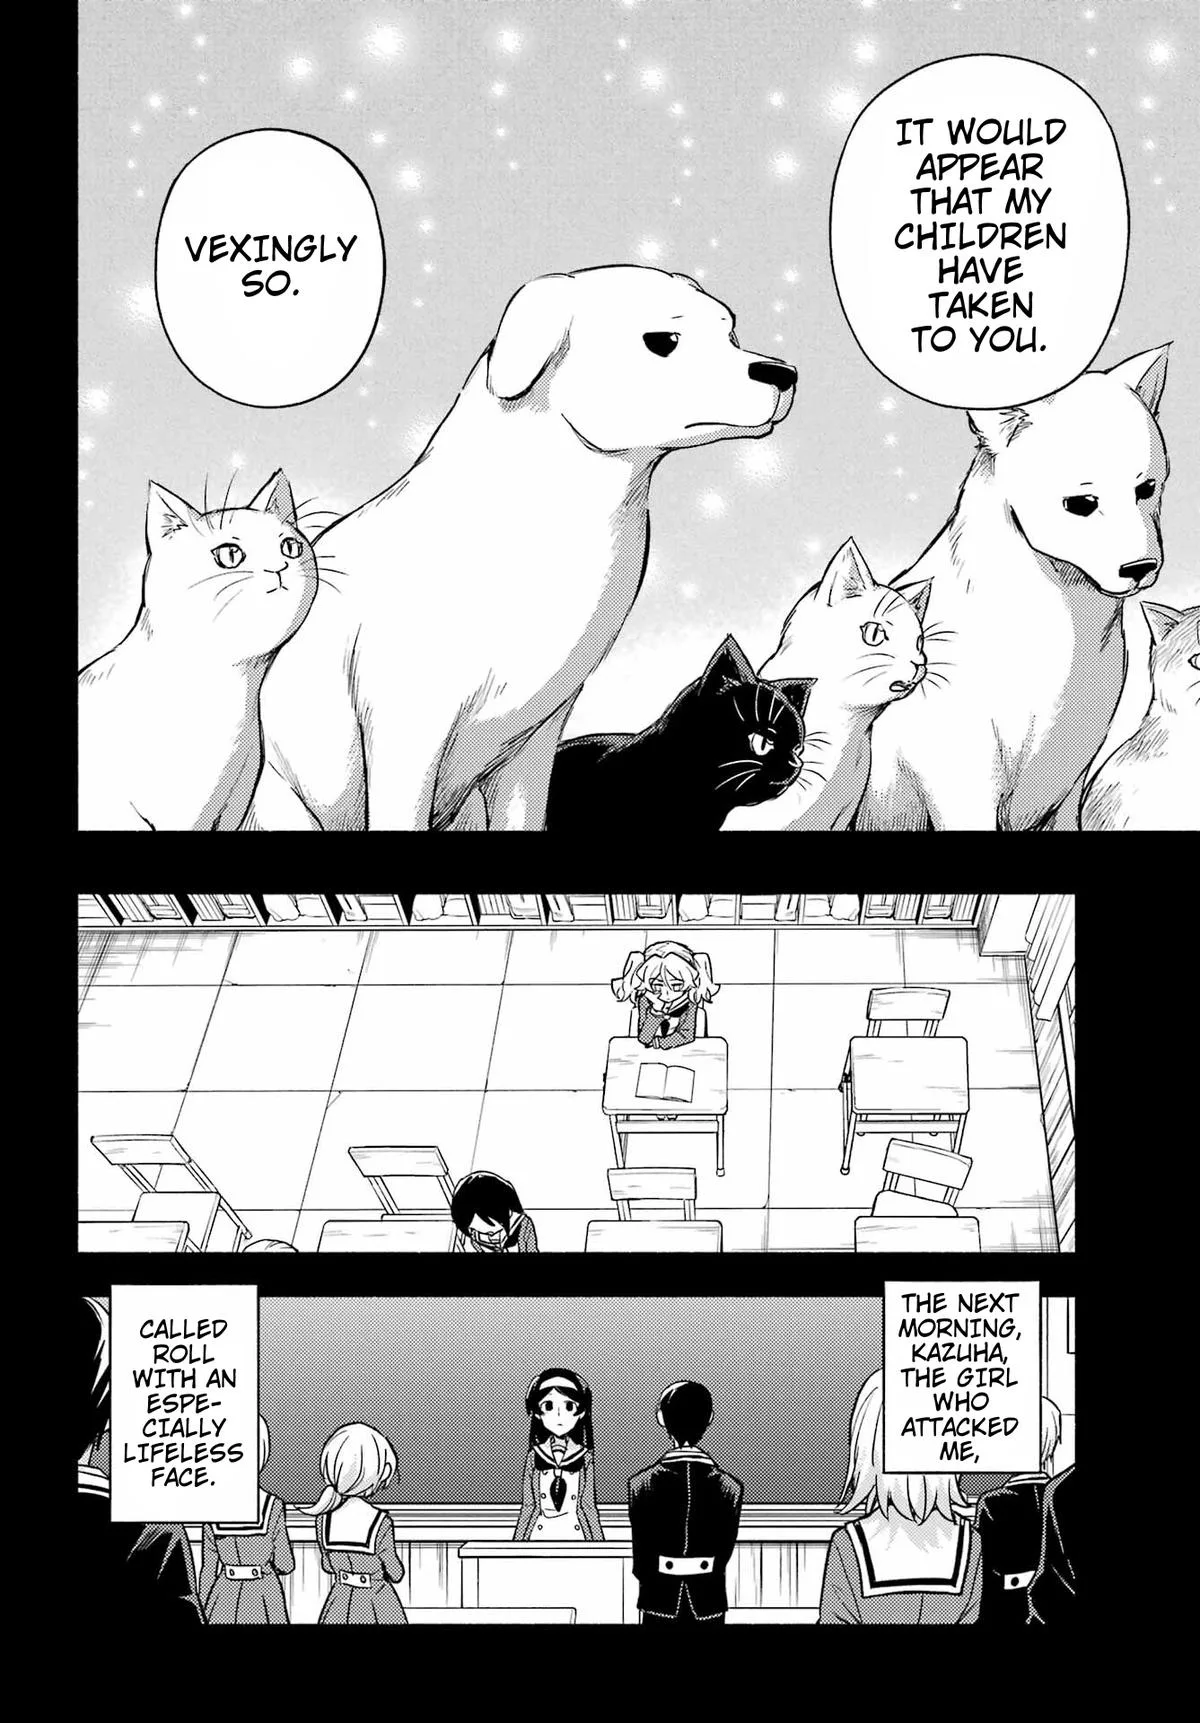 IT WOULD
APPEAR
THAT MY
CHILDREN
HAVE
TAKEN
TO YOU.
VEXINGLY
SO.
THE NEXT
MORNING,
KAZUHA,
THE GIRL
WHO
ATTACKED
ME,
CALLED
ROLL
WITH AN
ESPE-
CIALLY
LIFELESS
FACE.